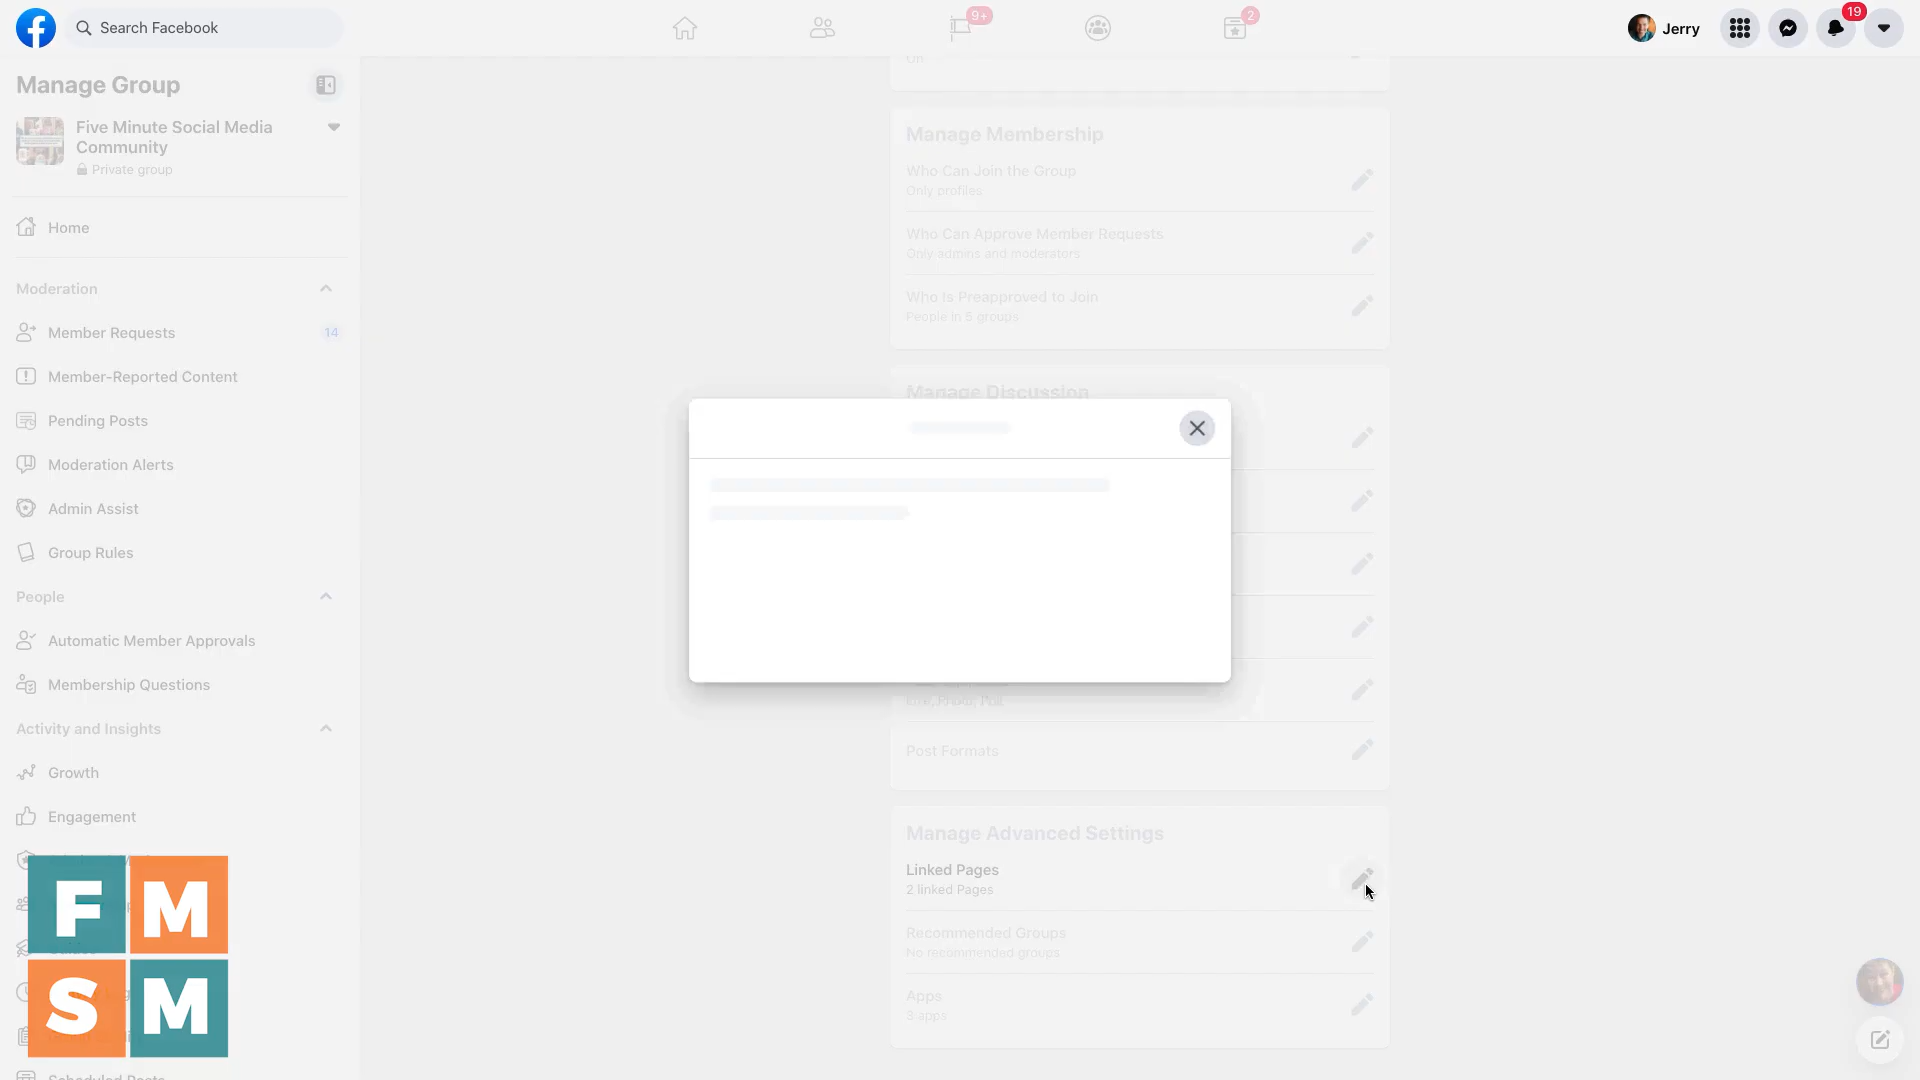 Search Facebook
9+
2
Jerry
19
Manage Group
Five Minute Social Media
Community
Private group
Home
Moderation
Member Requests
14
Member-Reported Content
Pending Posts
Moderation Alerts
Admin Assist
Group Rules
People
Automatic Member Approvals
Membership Questions
Activity and Insights
Growth
Engagement
Scheduled Posts
F M
S M
On
Manage Membership
Who Can Join the Group
Only profiles
Who Can Approve Member Requests
Only admins and moderators
Who Is Preapproved to Join
People in 5 groups
Manage Discussion
Post Formats
Manage Advanced Settings
Linked Pages
2 linked Pages
Recommended Groups
No recommended groups
Apps
3 apps